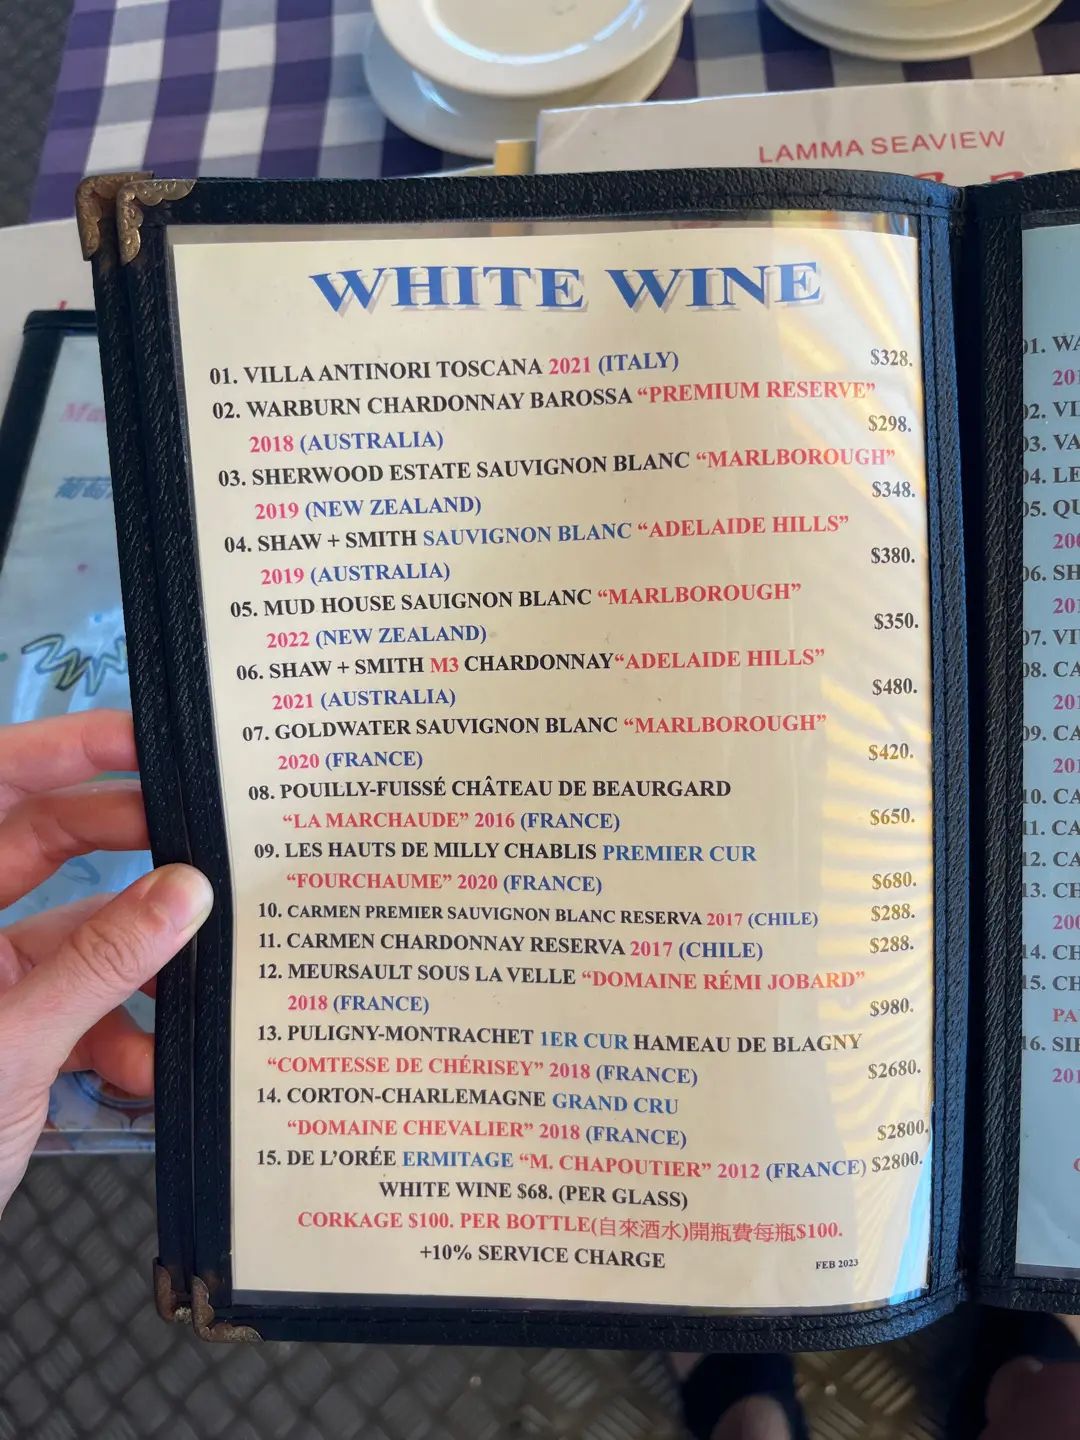 LAMMA SEAVIEW
WHITE WINE
01. VILLA ANTINORI TOSCANA 2021 (ITALY) $328.
02. WARBURN CHARDONNAY BAROSSA “PREMIUM RESERVE”
2018 (AUSTRALIA) $298.
03. SHERWOOD ESTATE SAUVIGNON BLANC “MARLBOROUGH”
2019 (NEW ZEALAND) $348.
04. SHAW + SMITH SAUVIGNON BLANC “ADELAIDE HILLS”
2019 (AUSTRALIA) $380.
05. MUD HOUSE SAUIGNON BLANC “MARLBOROUGH”
2022 (NEW ZEALAND) $350.
06. SHAW + SMITH M3 CHARDONNAY“ADELAIDE HILLS”
2021 (AUSTRALIA) $480.
07. GOLDWATER SAUVIGNON BLANC “MARLBOROUGH”
2020 (FRANCE) $420.
08. POUILLY-FUISSÉ CHÂTEAU DE BEAURGARD
“LA MARCHAUDE” 2016 (FRANCE) $650.
09. LES HAUTS DE MILLY CHABLIS PREMIER CUR
“FOURCHAUME” 2020 (FRANCE) $680.
10. CARMEN PREMIER SAUVIGNON BLANC RESERVA 2017 (CHILE) $288.
11. CARMEN CHARDONNAY RESERVA 2017 (CHILE) $288.
12. MEURSAULT SOUS LA VELLE “DOMAINE RÉMI JOBARD”
2018 (FRANCE) $980.
13. PULIGNY-MONTRACHET 1ER CUR HAMEAU DE BLAGNY
“COMTESSE DE CHÉRISEY” 2018 (FRANCE) $2680.
14. CORTON-CHARLEMAGNE GRAND CRU
“DOMAINE CHEVALIER” 2018 (FRANCE) $2800.
15. DE L’ORÉE ERMITAGE “M. CHAPOUTIER” 2012 (FRANCE) $2800.
WHITE WINE $68. (PER GLASS)
CORKAGE $100. PER BOTTLE(自來酒水)開瓶費每瓶$100.
+10% SERVICE CHARGE
FEB 2023